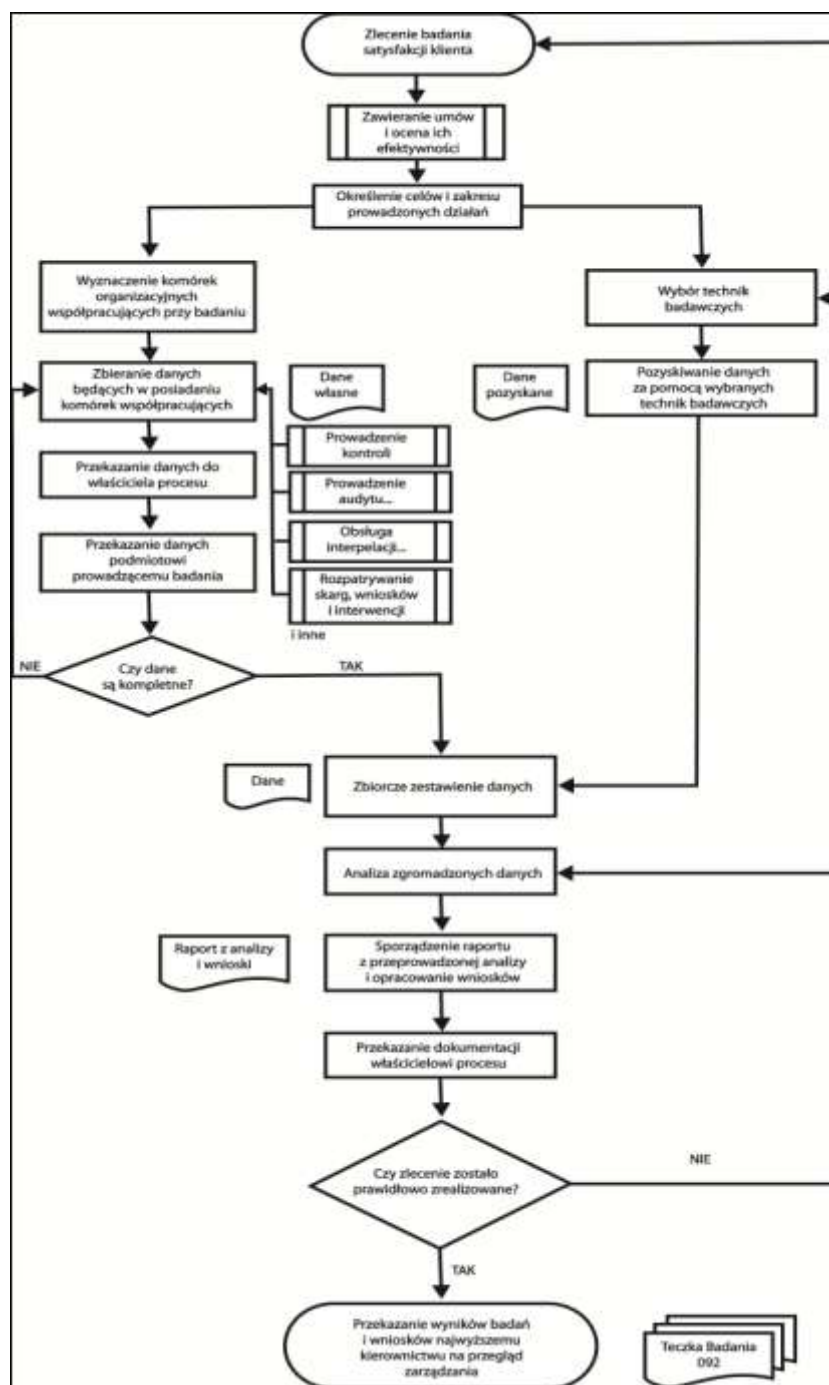 Zlecenie badania
satysfakcji klienta
Zawieranie umów
i ocena ich
efektywności
Określenie celów i zakresu
prowadzonych działań
Wyznaczenie komórek
organizacyjnych
współpracujących przy badaniu
Wybór technik
badawczych
Zbieranie danych
będących w posiadaniu
komórek współpracujących
Dane
własne
Dane
pozyskane
Pozyskiwanie danych
za pomocą wybranych
technik badawczych
Prowadzenie
kontroli
Przekazanie danych do
właściciela procesu
Prowadzenie
audytu...
Przekazanie danych
podmiotowi
prowadzącemu badania
Obsługa
interpelacji...
Rozpatrywanie
skarg, wniosków
i interwencji
i inne
NIE
Czy dane
są kompletne?
TAK
Dane
Zbiorcze zestawienie danych
Analiza zgromadzonych danych
Raport z analizy
i wnioski
Sporządzenie raportu
z przeprowadzonej analizy
i opracowanie wniosków
Przekazanie dokumentacji
właścicielowi procesu
Czy zlecenie zostało
prawidłowo zrealizowane?
NIE
TAK
Przekazanie wyników badań
i wniosków najwyższemu
kierownictwu na przegląd
zarządzania
Teczka Badania
092